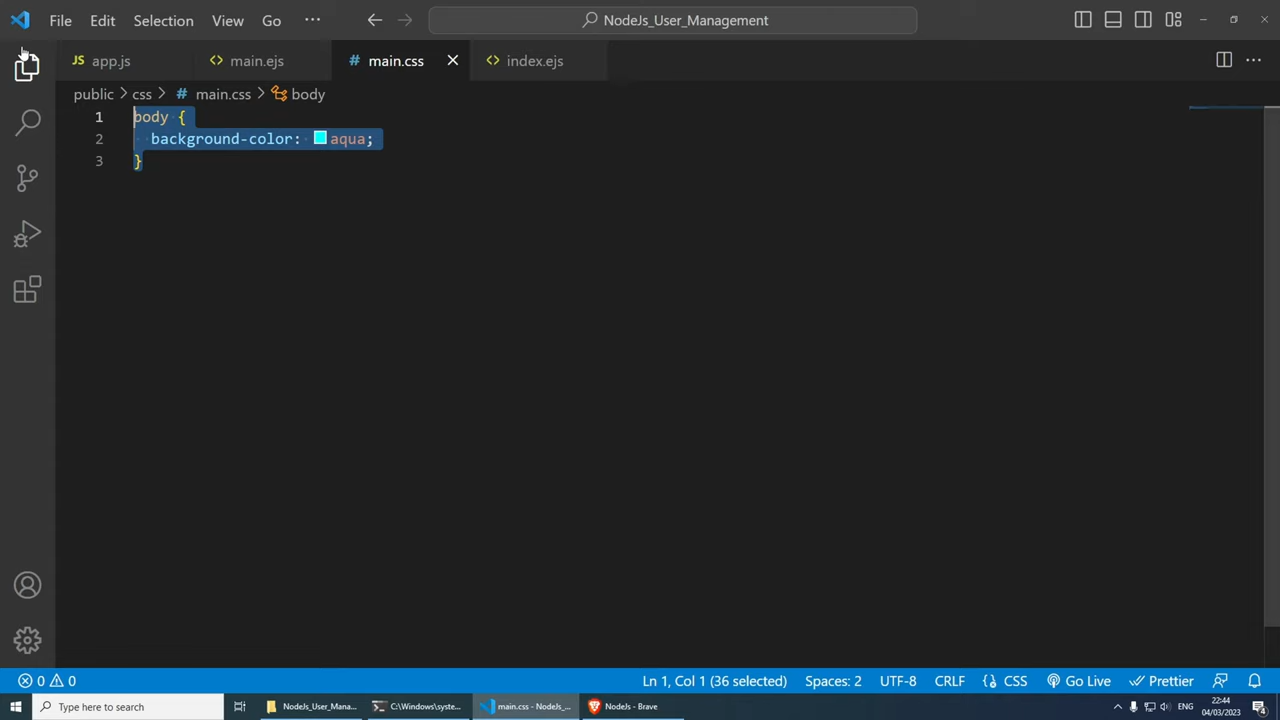 File Edit Selection View Go ··· NodeJs_User_Management
JS app.js <> main.ejs # main.css <> index.ejs
public > css > # main.css > body
1 body {
2 background-color: aqua;
3 }
0 0 Ln 1, Col 1 (36 selected) Spaces: 2 UTF-8 CRLF {} CSS Go Live Prettier
Type here to search NodeJs_User_Mana... C:\Windows\syste... main.css - NodeJs_... NodeJs - Brave ENG 22:44
04/03/2023 4